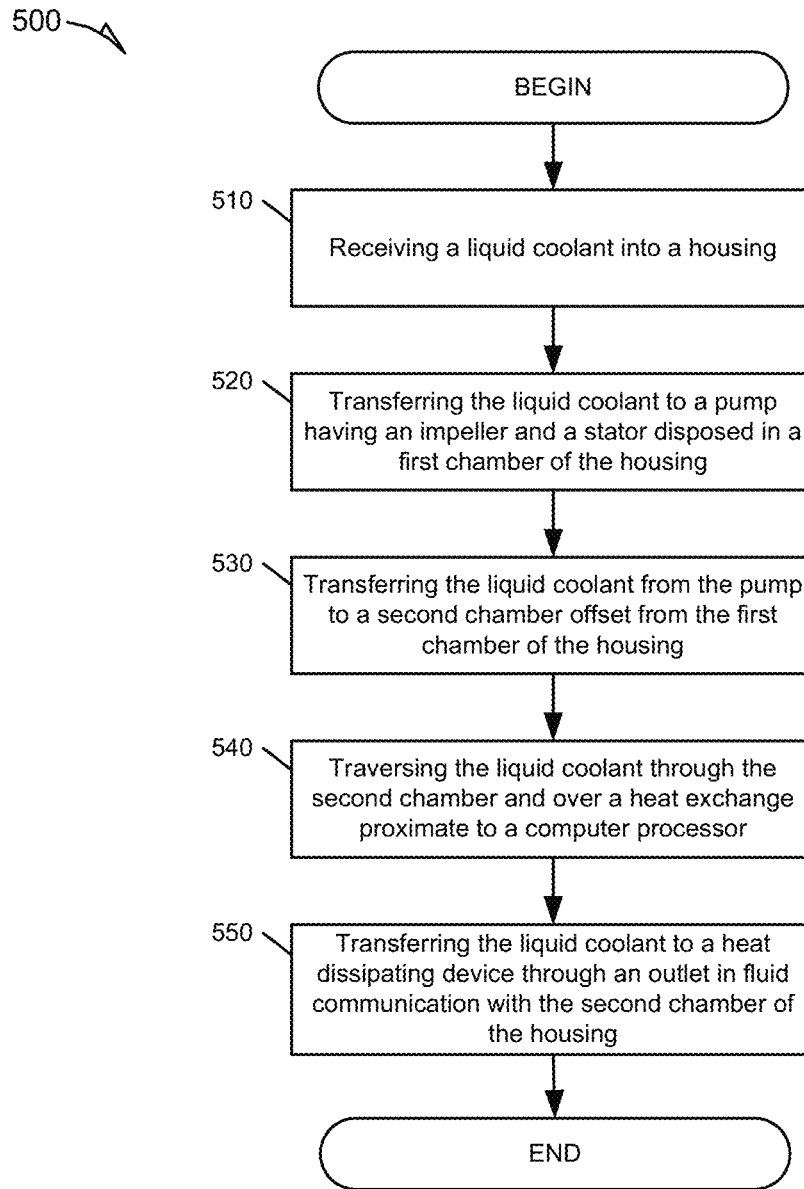 500
BEGIN
510
Receiving a liquid coolant into a housing
520
Transferring the liquid coolant to a pump
having an impeller and a stator disposed in a
first chamber of the housing
530
Transferring the liquid coolant from the pump
to a second chamber offset from the first
chamber of the housing
540
Traversing the liquid coolant through the
second chamber and over a heat exchange
proximate to a computer processor
550
Transferring the liquid coolant to a heat
dissipating device through an outlet in fluid
communication with the second chamber of
the housing
END